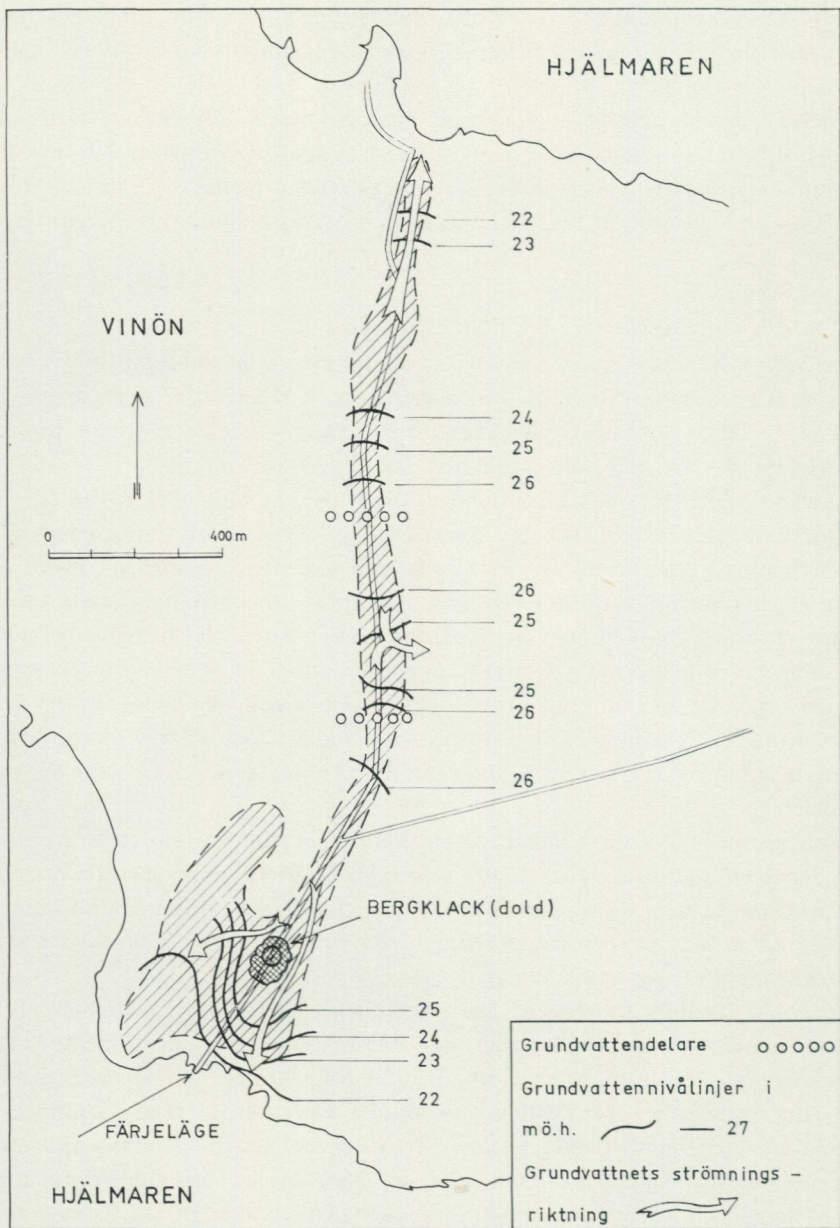 HJÄLMAREN
22
23
VINÖN
24
25
26
0 400 m
26
25
25
26
26
BERGKLACK (dold)
25
24
23
22
FÄRJELÄGE
HJÄLMAREN
Grundvattendelare
Grundvattennivålinjer i
mö.h. 27
Grundvattnets strömnings-
riktning